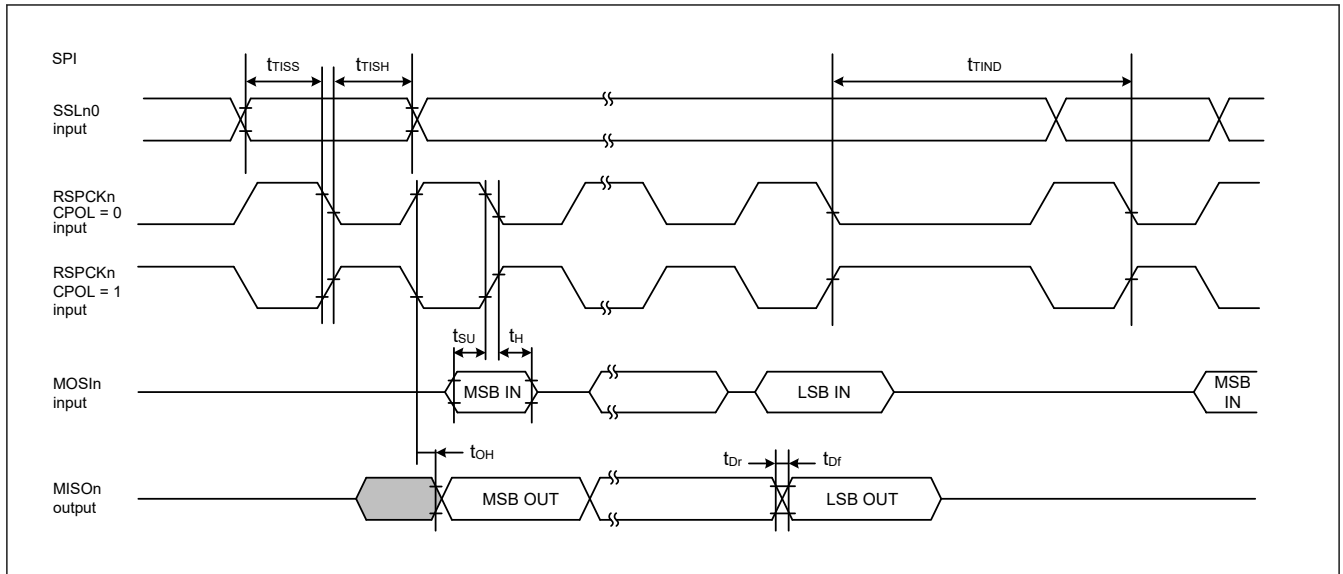 SPI
tTISS
tTISH
tTIND
SSLn0
input
RSPCKn
CPOL = 0
input
RSPCKn
CPOL = 1
input
tSU
tH
MOSIn
input
MSB IN
LSB IN
MSB
IN
tOH
tDr
tDf
MISOn
output
MSB OUT
LSB OUT